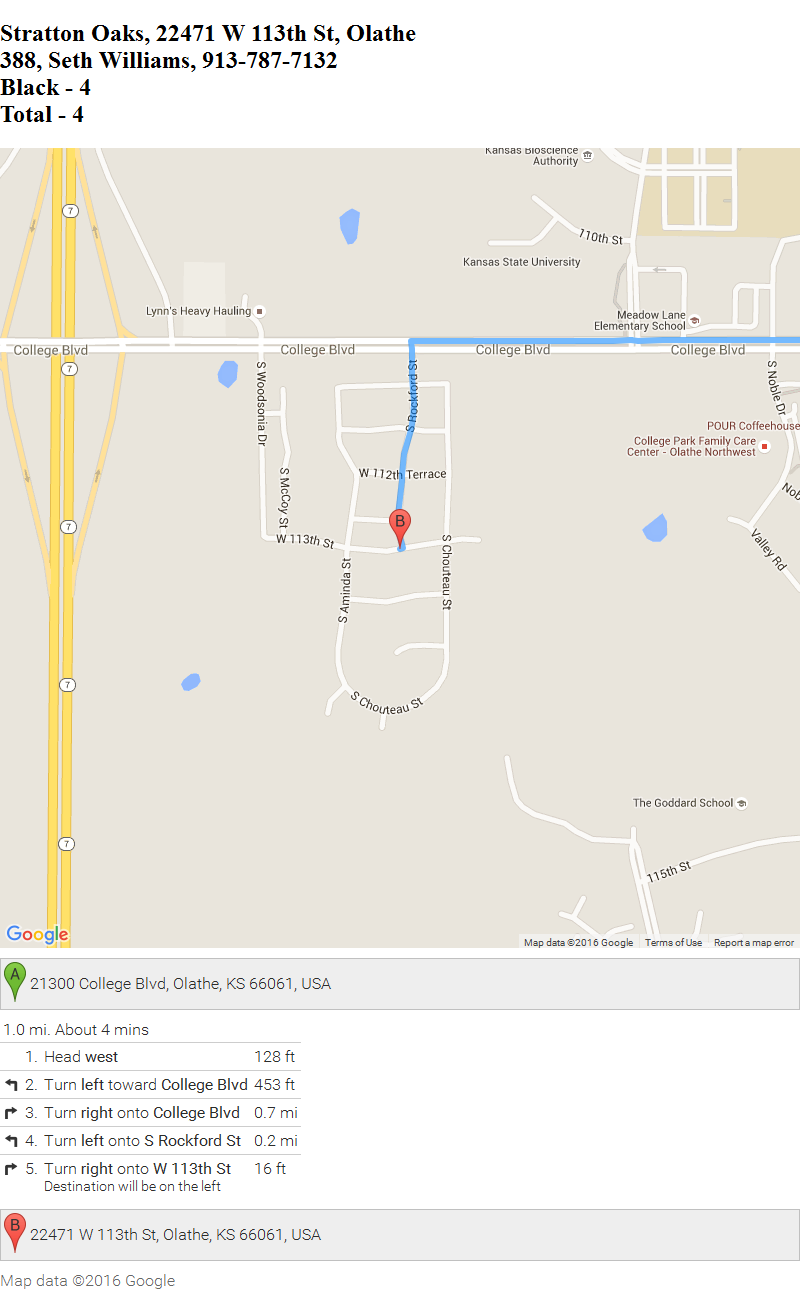 Stratton Oaks, 22471 W 113th St, Olathe
388, Seth Williams, 913-787-7132
Black - 4
Total - 4
Kansas Bioscience
Authority
7
110th St
Kansas State University
Lynn's Heavy Hauling
Meadow Lane
Elementary School
College Blvd
College Blvd
College Blvd
College Blvd
7
S Woodsonia Dr
S Rockford St
S Noble Dr
POUR Coffeehouse
College Park Family Care
Center - Olathe Northwest
W 112th Terrace
S McCoy St
Nob
7
B
W 113th St
S Chouteau St
Valley Rd
S Aminda St
7
S Chouteau St
The Goddard School
7
115th St
Google
Map data ©2016 Google Terms of Use Report a map error
A 21300 College Blvd, Olathe, KS 66061, USA
1.0 mi. About 4 mins
1. Head west 128 ft
2. Turn left toward College Blvd 453 ft
3. Turn right onto College Blvd 0.7 mi
4. Turn left onto S Rockford St 0.2 mi
5. Turn right onto W 113th St 16 ft
Destination will be on the left
B 22471 W 113th St, Olathe, KS 66061, USA
Map data ©2016 Google